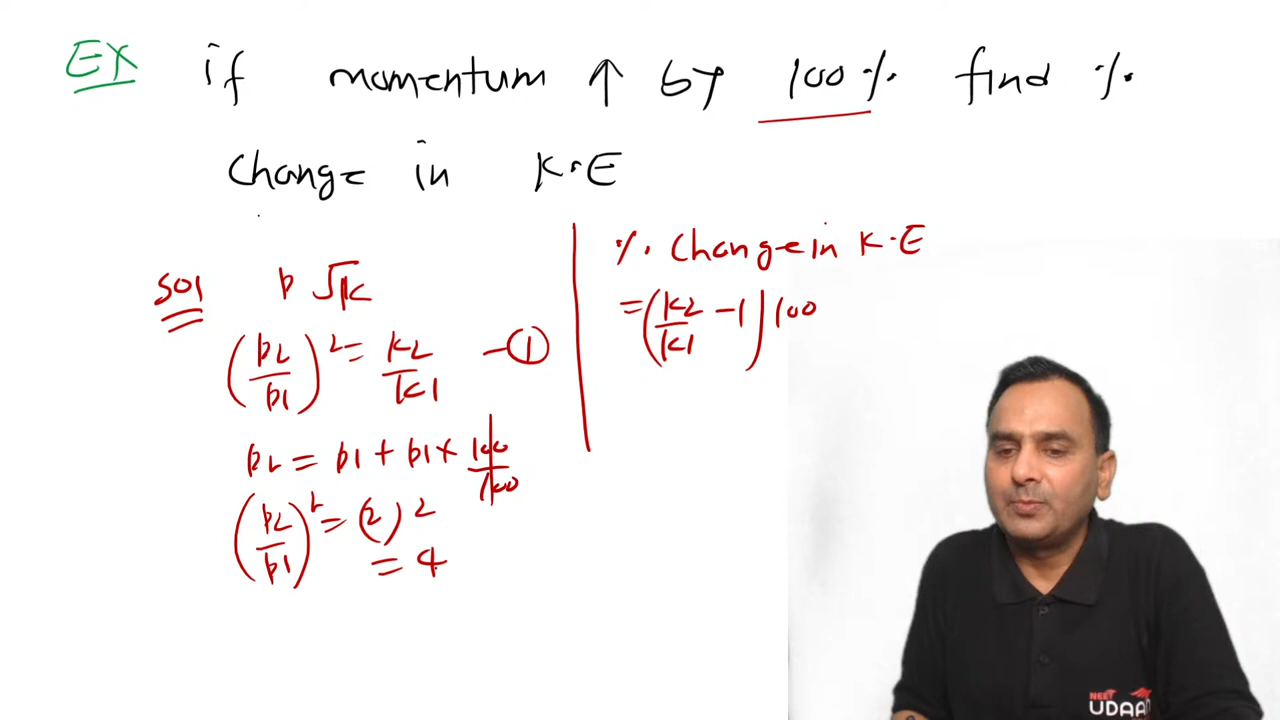 EX if momentum ↑ by 100 % find %
change in K.E
Sol p √k
(p2/p1)² = k2/k1 —①
p2 = p1 + p1 × 100/100
(p2/p1)² = (2)²
= 4
% Change in K.E
= (k2/k1 - 1) 100
NEET
UDAAN